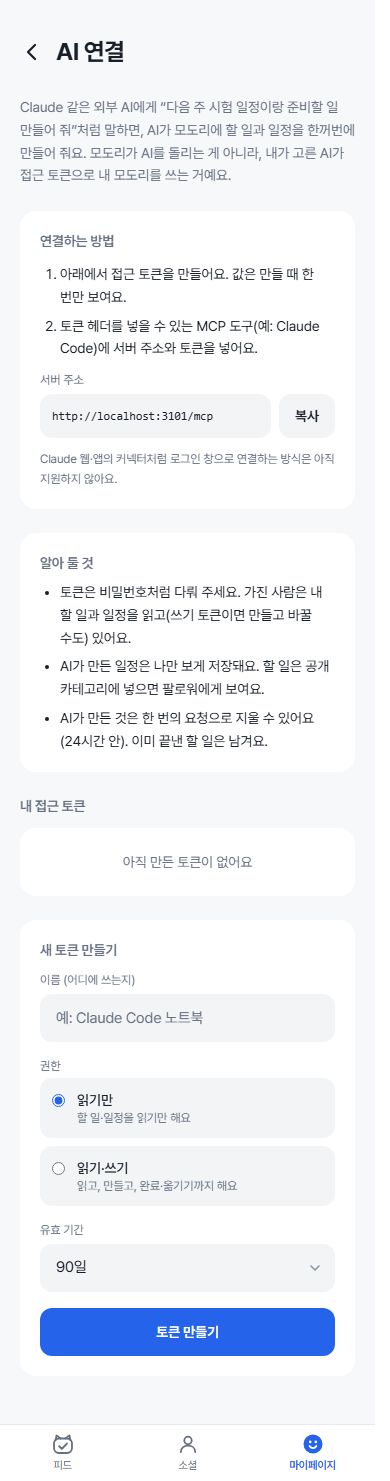 AI 연결
Claude 같은 외부 AI에게 “다음 주 시험 일정이랑 준비할 일
만들어 줘”처럼 말하면, AI가 모도리에 할 일과 일정을 한꺼번에
만들어 줘요. 모도리가 AI를 돌리는 게 아니라, 내가 고른 AI가
접근 토큰으로 내 모도리를 쓰는 거예요.
연결하는 방법
1. 아래에서 접근 토큰을 만들어요. 값은 만들 때 한
번만 보여요.
2. 토큰 헤더를 넣을 수 있는 MCP 도구(예: Claude
Code)에 서버 주소와 토큰을 넣어요.
서버 주소
http://localhost:3101/mcp
복사
Claude 웹·앱의 커넥터처럼 로그인 창으로 연결하는 방식은 아직
지원하지 않아요.
알아 둘 것
• 토큰은 비밀번호처럼 다뤄 주세요. 가진 사람은 내
할 일과 일정을 읽고(쓰기 토큰이면 만들고 바꿀
수도) 있어요.
• AI가 만든 일정은 나만 보게 저장돼요. 할 일은 공개
카테고리에 넣으면 팔로워에게 보여요.
• AI가 만든 것은 한 번의 요청으로 지울 수 있어요
(24시간 안). 이미 끝낸 할 일은 남겨요.
내 접근 토큰
아직 만든 토큰이 없어요
새 토큰 만들기
이름 (어디에 쓰는지)
예: Claude Code 노트북
권한
읽기만
할 일·일정을 읽기만 해요
읽기·쓰기
읽고, 만들고, 완료·옮기기까지 해요
유효 기간
90일
토큰 만들기
피드
소셜
마이페이지